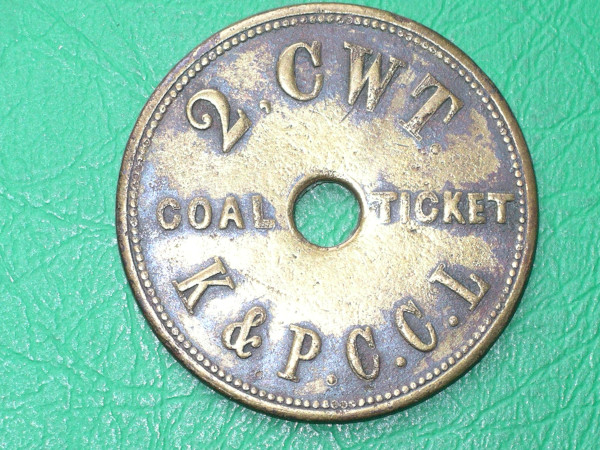 2. CWT.
COAL TICKET
K & P. C. C. L